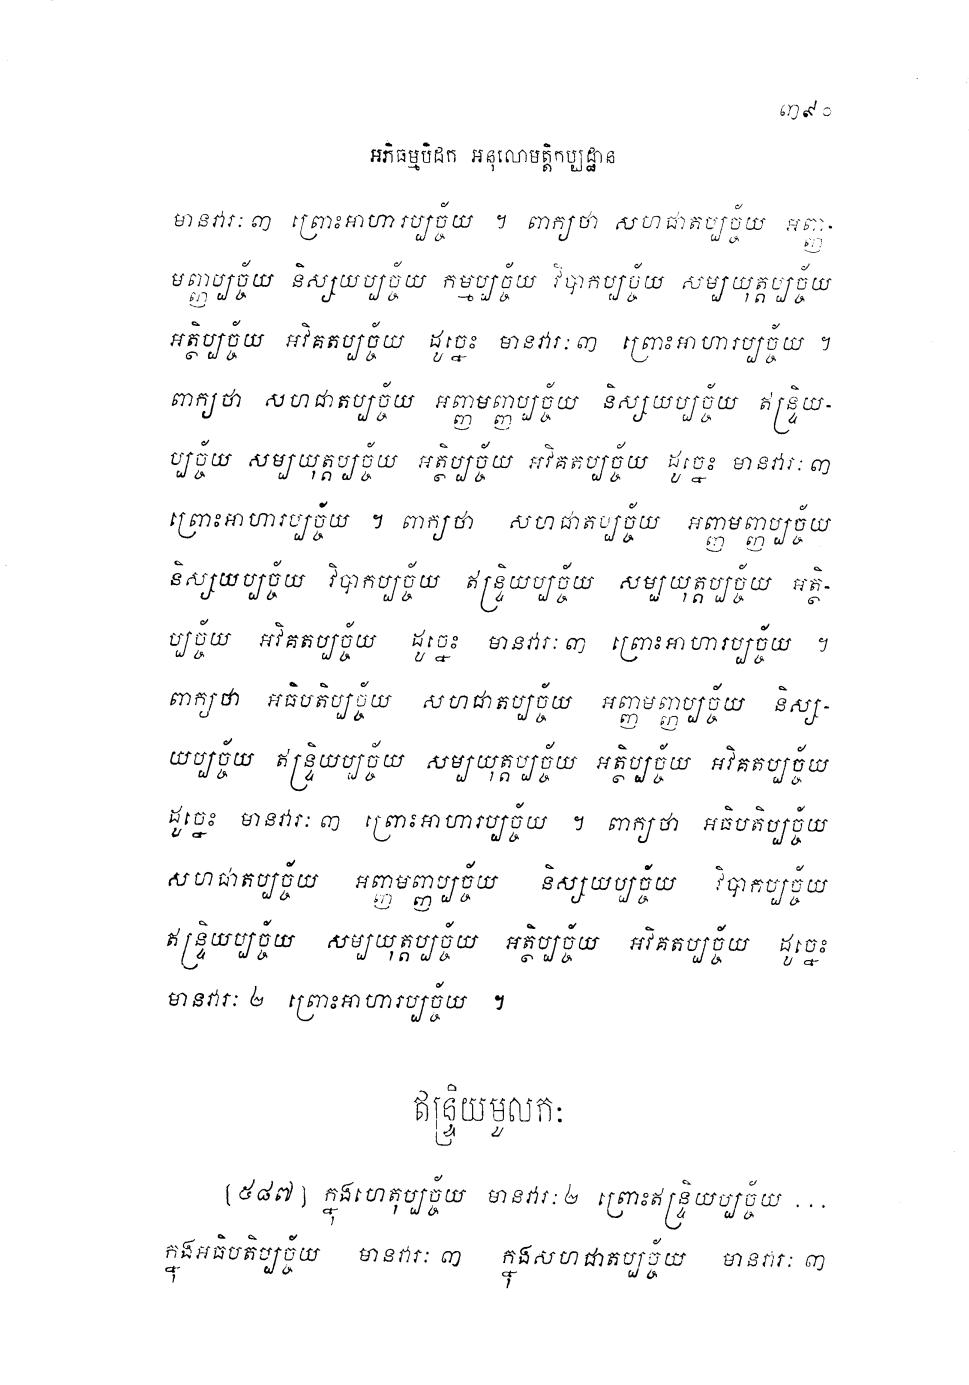 ៣៩០
អភិធម្មបិដក អនុលោមត្តិកប្បដ្ឋាន
មានវារៈ ៣ ព្រោះអាហារប្បច្ច័យ ។ ពាក្យថា សហជាតប្បច្ច័យ អញ្ញ-
មញ្ញប្បច្ច័យ និស្សយប្បច្ច័យ កម្មប្បច្ច័យ វិបាកប្បច្ច័យ សម្បយុត្តប្បច្ច័យ
អត្ថិប្បច្ច័យ អវិគតប្បច្ច័យ ដូច្នេះ មានវារៈ ៣ ព្រោះអាហារប្បច្ច័យ ។
ពាក្យថា សហជាតប្បច្ច័យ អញ្ញមញ្ញប្បច្ច័យ និស្សយប្បច្ច័យ ឥន្ទ្រិយ-
ប្បច្ច័យ សម្បយុត្តប្បច្ច័យ អត្ថិប្បច្ច័យ អវិគតប្បច្ច័យ ដូច្នេះ មានវារៈ ៣
ព្រោះអាហារប្បច្ច័យ ។ ពាក្យថា សហជាតប្បច្ច័យ អញ្ញមញ្ញប្បច្ច័យ
និស្សយប្បច្ច័យ វិបាកប្បច្ច័យ ឥន្ទ្រិយប្បច្ច័យ សម្បយុត្តប្បច្ច័យ អត្ថិ-
ប្បច្ច័យ អវិគតប្បច្ច័យ ដូច្នេះ មានវារៈ ៣ ព្រោះអាហារប្បច្ច័យ ។
ពាក្យថា អធិបតិប្បច្ច័យ សហជាតប្បច្ច័យ អញ្ញមញ្ញប្បច្ច័យ និស្ស-
យប្បច្ច័យ ឥន្ទ្រិយប្បច្ច័យ សម្បយុត្តប្បច្ច័យ អត្ថិប្បច្ច័យ អវិគតប្បច្ច័យ
ដូច្នេះ មានវារៈ ៣ ព្រោះអាហារប្បច្ច័យ ។ ពាក្យថា អធិបតិប្បច្ច័យ
សហជាតប្បច្ច័យ អញ្ញមញ្ញប្បច្ច័យ និស្សយប្បច្ច័យ វិបាកប្បច្ច័យ
ឥន្ទ្រិយប្បច្ច័យ សម្បយុត្តប្បច្ច័យ អត្ថិប្បច្ច័យ អវិគតប្បច្ច័យ ដូច្នេះ
មានវារៈ ២ ព្រោះអាហារប្បច្ច័យ ។
ឥន្ទ្រិយមូលកៈ
[៥៨៧] ក្នុងហេតុប្បច្ច័យ មានវារៈ ២ ព្រោះឥន្ទ្រិយប្បច្ច័យ ...
ក្នុងអធិបតិប្បច្ច័យ មានវារៈ ៣ ក្នុងសហជាតប្បច្ច័យ មានវារៈ ៣